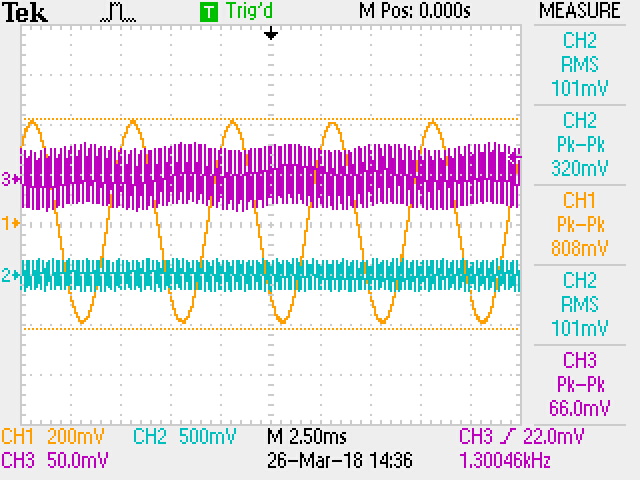 Tek T Trig'd M Pos: 0.000s MEASURE
CH2
RMS
101mV
CH2
Pk-Pk
320mV
CH1
Pk-Pk
808mV
CH2
RMS
101mV
CH3
Pk-Pk
66.0mV
3
1
2
CH1 200mV CH2 500mV M 2.50ms CH3 / 22.0mV
CH3 50.0mV 26-Mar-18 14:36 1.30046kHz